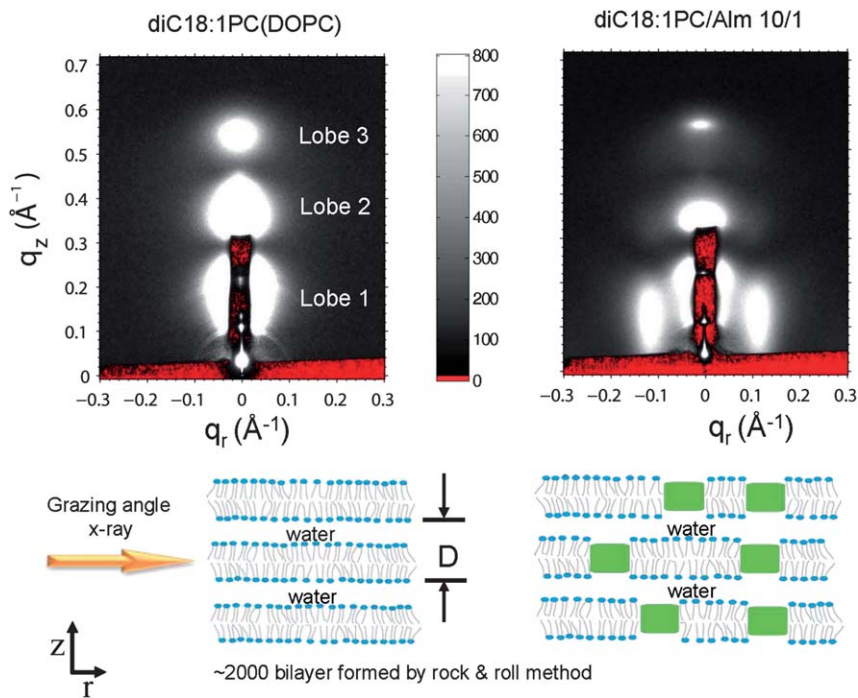 diC18:1PC(DOPC)
diC18:1PC/Alm 10/1
0.7
0.6
0.5
0.4
0.3
0.2
0.1
0
q_z (Å⁻¹)
Lobe 3
Lobe 2
Lobe 1
−0.3 −0.2 −0.1 0 0.1 0.2 0.3
q_r (Å⁻¹)
800
700
600
500
400
300
200
100
0
−0.3 −0.2 −0.1 0 0.1 0.2 0.3
q_r (Å⁻¹)
Grazing angle
x-ray
z
r
water
water
D
water
water
~2000 bilayer formed by rock & roll method